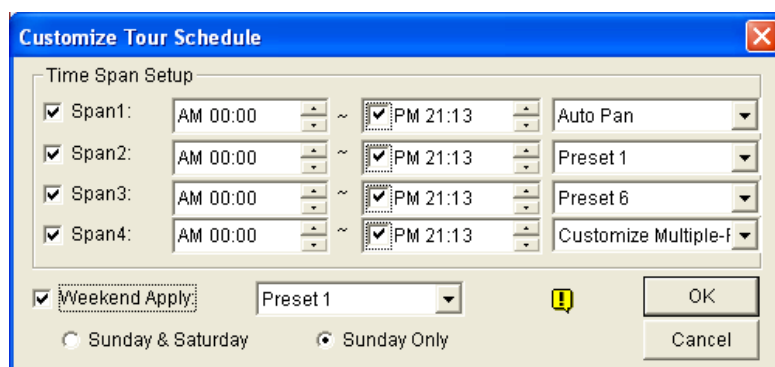 Customize Tour Schedule
Time Span Setup
Span1: AM 00:00 ~ PM 21:13 Auto Pan
Span2: AM 00:00 ~ PM 21:13 Preset 1
Span3: AM 00:00 ~ PM 21:13 Preset 6
Span4: AM 00:00 ~ PM 21:13 Customize Multiple-
Weekend Apply: Preset 1 OK
Sunday & Saturday Sunday Only Cancel